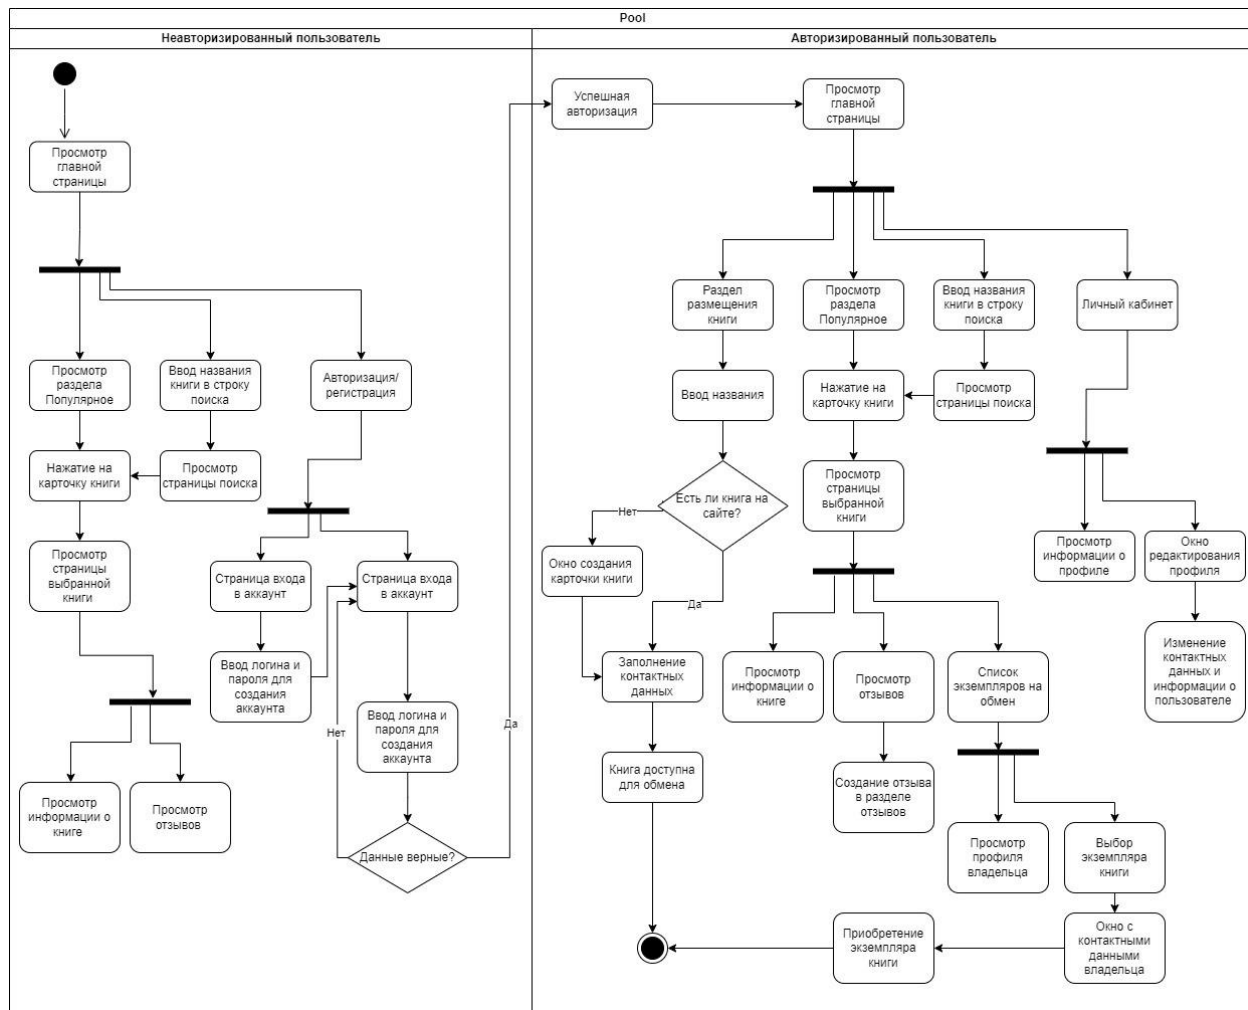 Pool
Неавторизированный пользователь
Авторизированный пользователь
Просмотр
главной
страницы
Просмотр
раздела
Популярное
Ввод названия
книги в строку
поиска
Авторизация/
регистрация
Нажатие на
карточку книги
Просмотр
страницы поиска
Просмотр
страницы
выбранной
книги
Страница входа
в аккаунт
Страница входа
в аккаунт
Ввод логина и
пароля для
создания
аккаунта
Ввод логина и
пароля для
создания
аккаунта
Нет
Да
Просмотр
информации о
книге
Просмотр
отзывов
Данные верные?
Успешная
авторизация
Просмотр
главной
страницы
Раздел
размещения
книги
Просмотр
раздела
Популярное
Ввод названия
книги в строку
поиска
Личный кабинет
Ввод названия
Нажатие на
карточку книги
Просмотр
страницы поиска
Есть ли книга на
сайте?
Нет
Да
Просмотр
страницы
выбранной
книги
Окно создания
карточки книги
Просмотр
информации о
профиле
Окно
редактирования
профиля
Заполнение
контактных
данных
Просмотр
информации о
книге
Просмотр
отзывов
Список
экземпляров на
обмен
Изменение
контактных
данных и
информации о
пользователе
Книга доступна
для обмена
Создание отзыва
в разделе
отзывов
Просмотр
профиля
владельца
Выбор
экземпляра
книги
Приобретение
экземпляра
книги
Окно с
контактными
данными
владельца